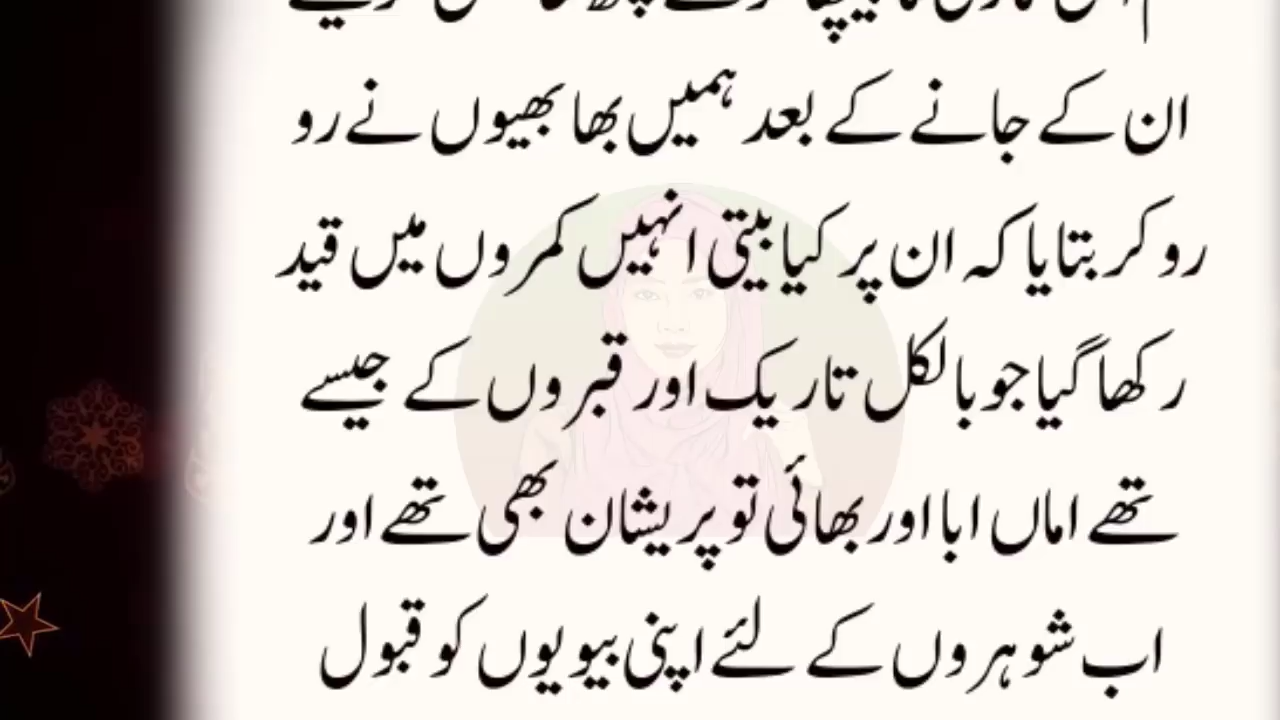 ان کے جانے کے بعد ہمیں بھابھیوں نے رو
رو کر بتایا کہ ان پر کیا بیتی انہیں کمروں میں قید
رکھا گیا جو بالکل تاریک اور قبروں کے جیسے
تھے اماں ابا اور بھائی تو پریشان بھی تھے اور
اب شوہروں کے لئے اپنی بیویوں کو قبول